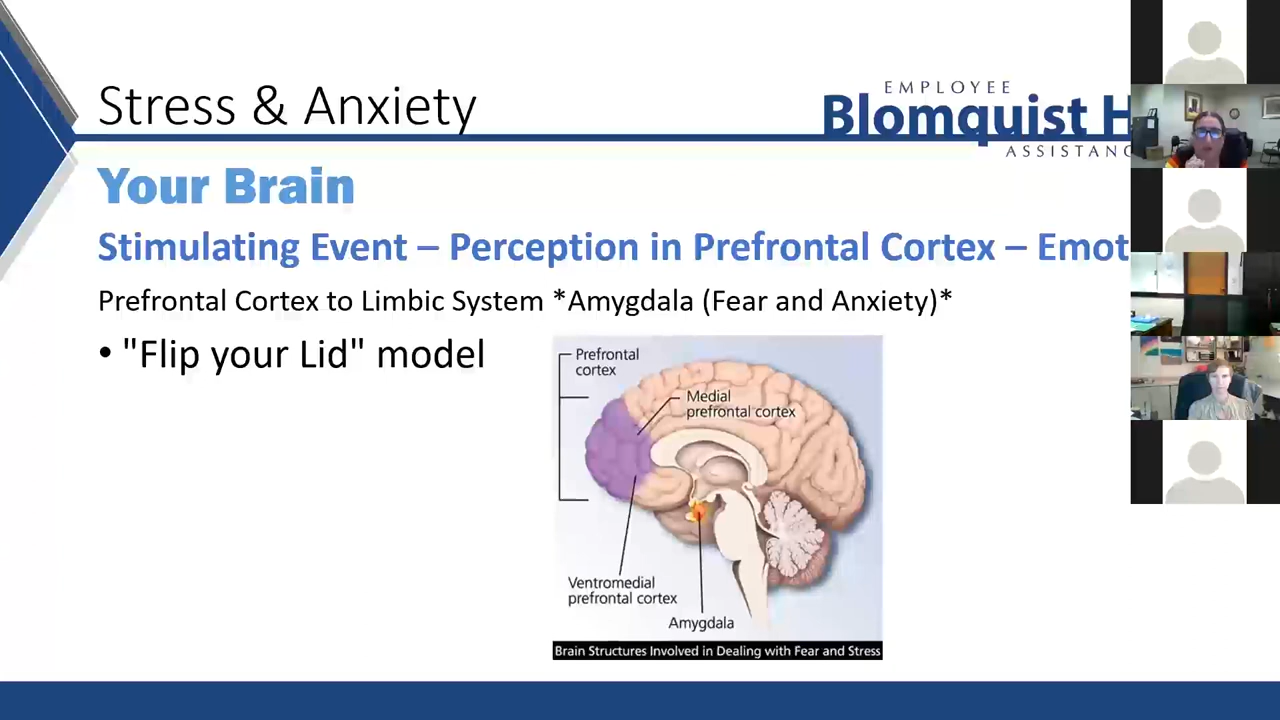 Stress & Anxiety
EMPLOYEE
Blomquist H
ASSISTANC
Your Brain
Stimulating Event – Perception in Prefrontal Cortex – Emot
Prefrontal Cortex to Limbic System *Amygdala (Fear and Anxiety)*
• "Flip your Lid" model
Prefrontal
cortex
Medial
prefrontal cortex
Ventromedial
prefrontal cortex
Amygdala
Brain Structures Involved in Dealing with Fear and Stress